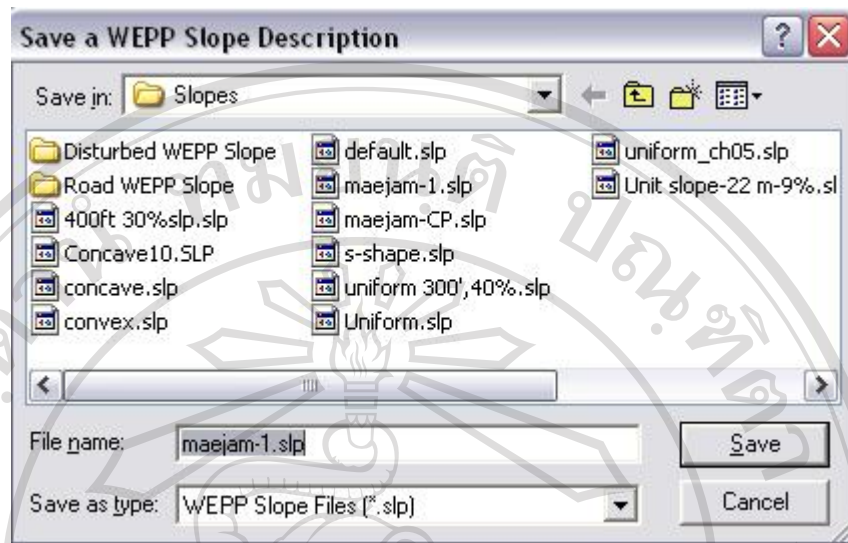 Save a WEPP Slope Description
Save in: Slopes
Disturbed WEPP Slope
Road WEPP Slope
400ft 30%slp.slp
Concave10.SLP
concave.slp
convex.slp
default.slp
maejam-1.slp
maejam-CP.slp
s-shape.slp
uniform 300',40%.slp
Uniform.slp
uniform_ch05.slp
Unit slope-22 m-9%.sl
File name: maejam-1.slp
Save
Save as type: WEPP Slope Files (*.slp)
Cancel